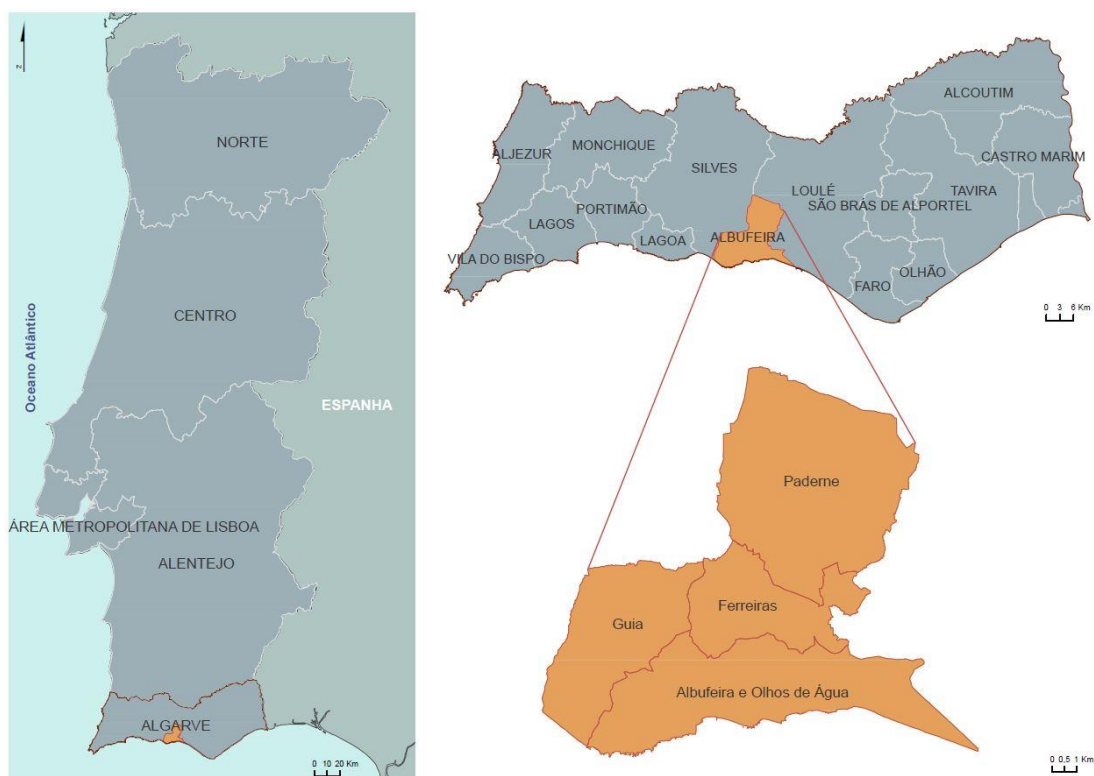 z
NORTE
CENTRO
Oceano Atlântico
ESPANHA
ÁREA METROPOLITANA DE LISBOA
ALENTEJO
ALGARVE
0 10 20 Km
ALCOUTIM
MONCHIQUE
ALJEZUR
CASTRO MARIM
SILVES
LOULÉ
TAVIRA
SÃO BRÁS DE ALPORTEL
PORTIMÃO
LAGOS
ALBUFEIRA
LAGOA
VILA DO BISPO
OLHÃO
FARO
0 3 6 Km
Paderne
Ferreiras
Guia
Albufeira e Olhos de Água
0 0,5 1 Km